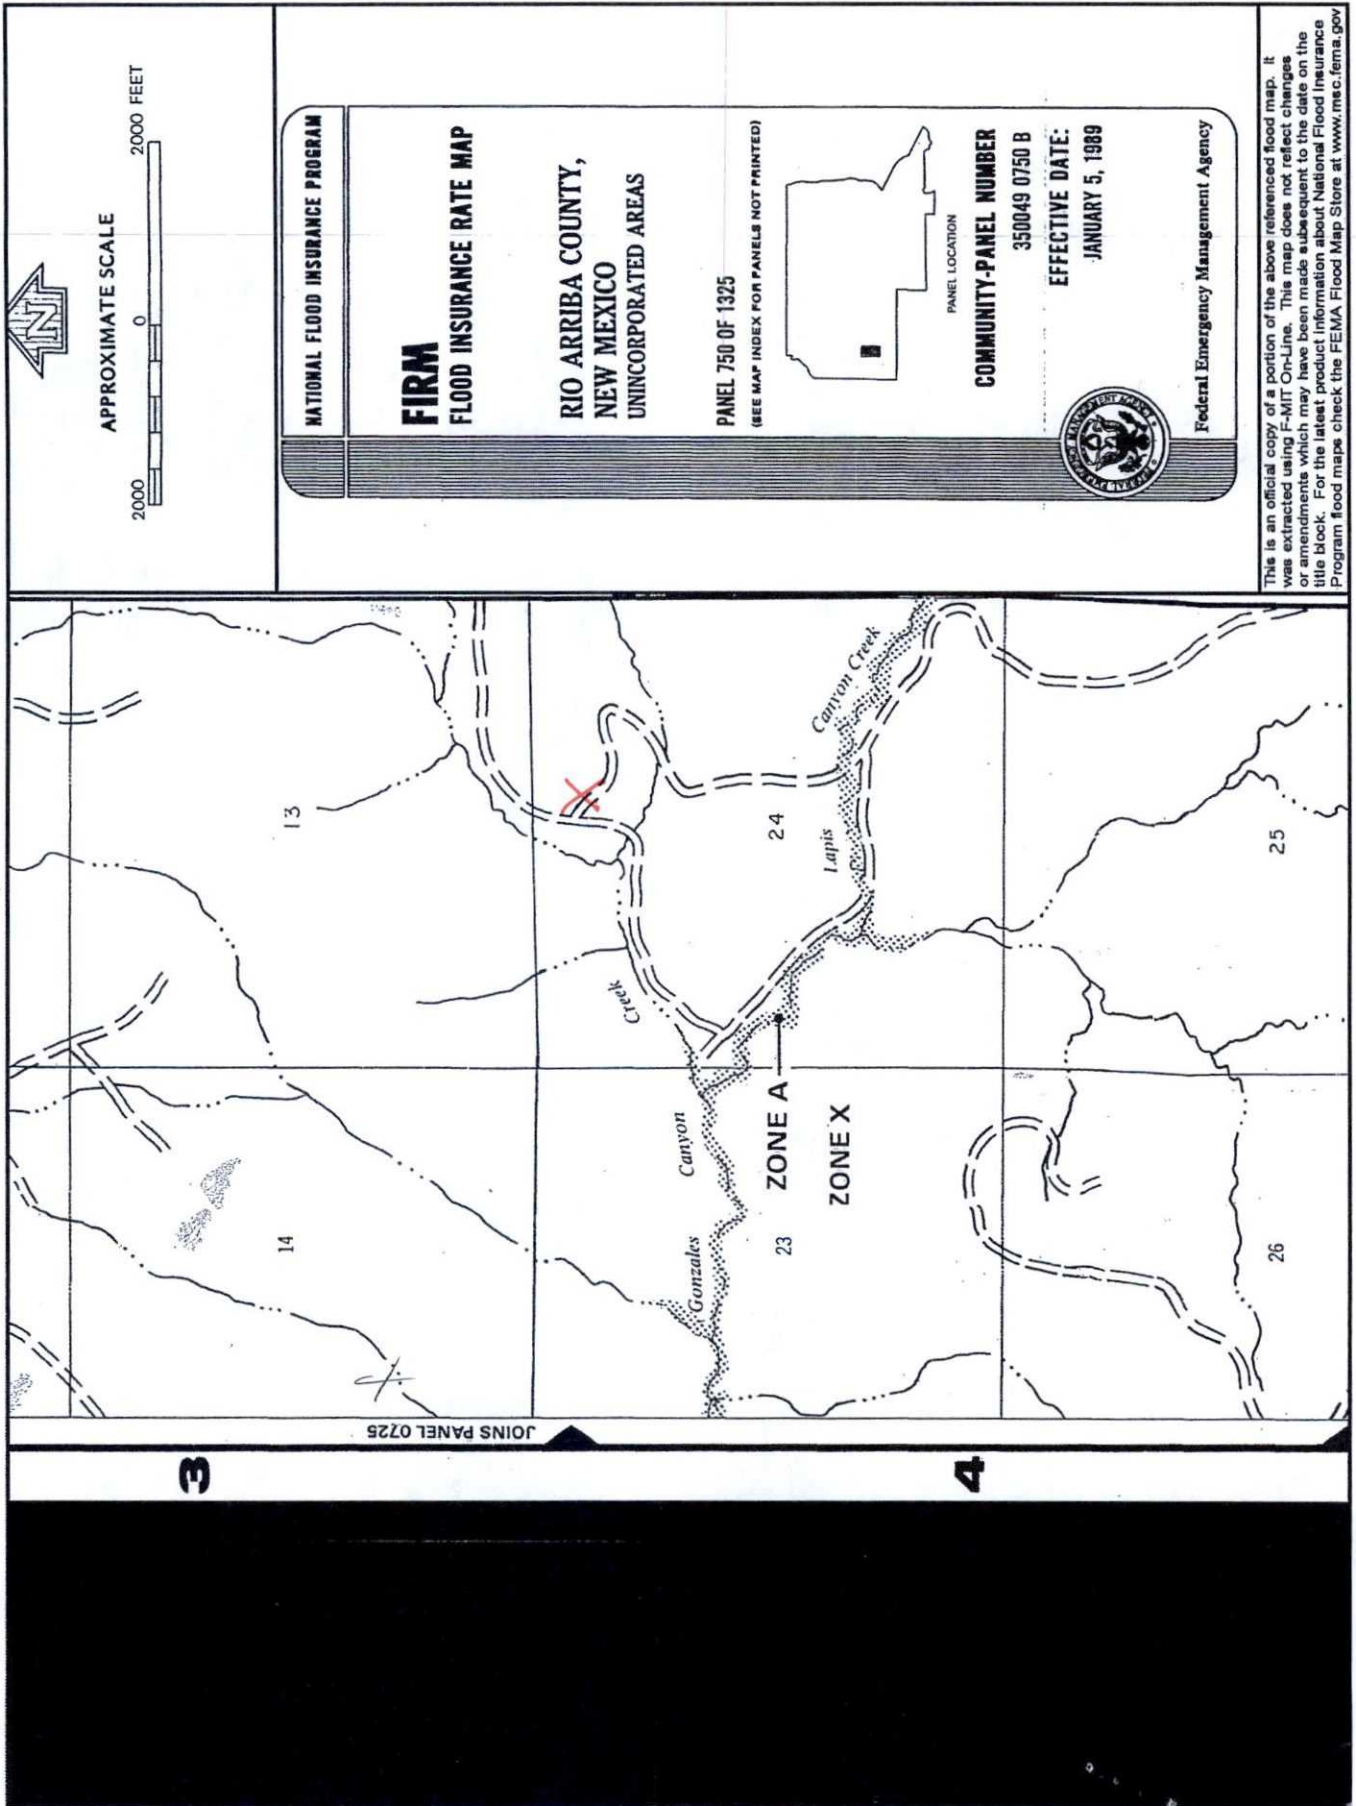 APPROXIMATE SCALE
2000 0 2000 FEET
N
NATIONAL FLOOD INSURANCE PROGRAM
FIRM
FLOOD INSURANCE RATE MAP
RIO ARRIBA COUNTY,
NEW MEXICO
UNINCORPORATED AREAS
PANEL 750 OF 1325
(SEE MAP INDEX FOR PANELS NOT PRINTED)
PANEL LOCATION
COMMUNITY-PANEL NUMBER
350049 0750 B
EFFECTIVE DATE:
JANUARY 5, 1989
Federal Emergency Management Agency
This is an official copy of a portion of the above referenced flood map. It
was extracted using F-MIT On-Line. This map does not reflect changes
or amendments which may have been made subsequent to the date on the
title block. For the latest product information about National Flood Insurance
Program flood maps check the FEMA Flood Map Store at www.msc.fema.gov
13
14
Creek
Canyon
Gonzales
24
Lapis
Canyon Creek
ZONE A
ZONE X
23
25
26
JOINS PANEL 0725
3
4
X